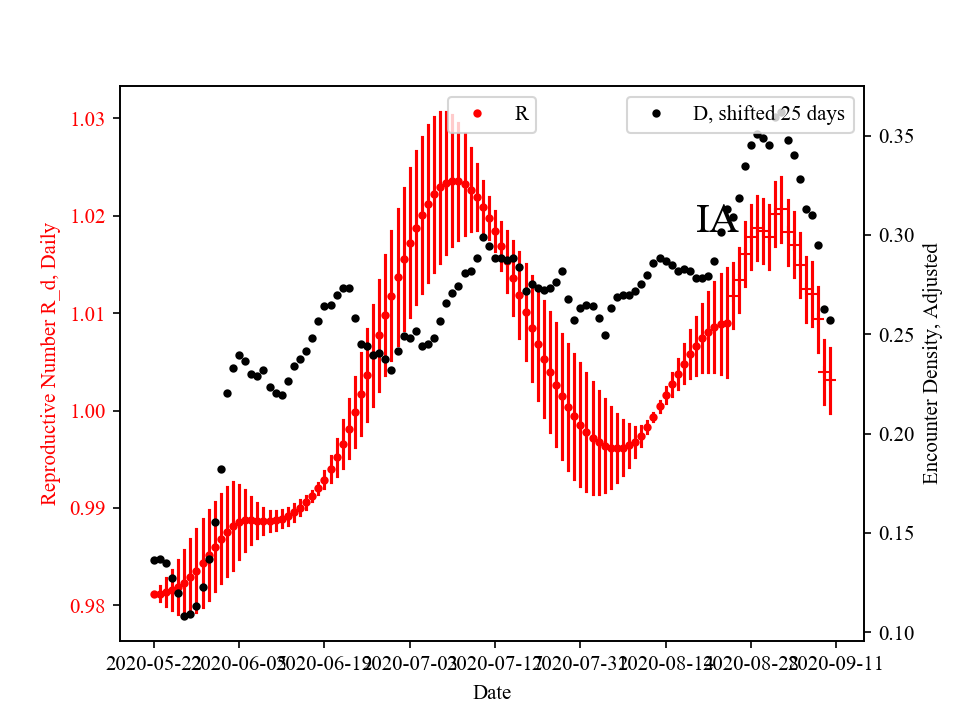 R
D, shifted 25 days
1.03
1.02
1.01
1.00
0.99
0.98
Reproductive Number R_d, Daily
IA
0.35
0.30
0.25
0.20
0.15
0.10
Encounter Density, Adjusted
2020-05-22 2020-06-05 2020-06-19 2020-07-03 2020-07-17 2020-07-31 2020-08-14 2020-08-28 2020-09-11
Date